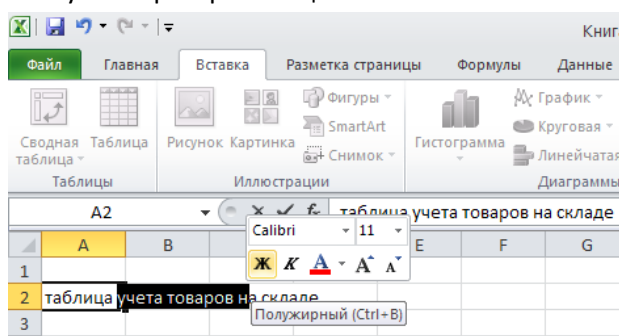 Книг
Файл Главная Вставка Разметка страницы Формулы Данные
Сводная таблица Таблица Рисунок Картинка Фигуры SmartArt Снимок Гистограмма График Круговая Линейчатая
Таблицы Иллюстрации Диаграммы
A2 fx таблица учета товаров на складе
Calibri 11
A B E F G
Ж К А А А
1
2 таблица учета товаров на складе
Полужирный (Ctrl+B)
3